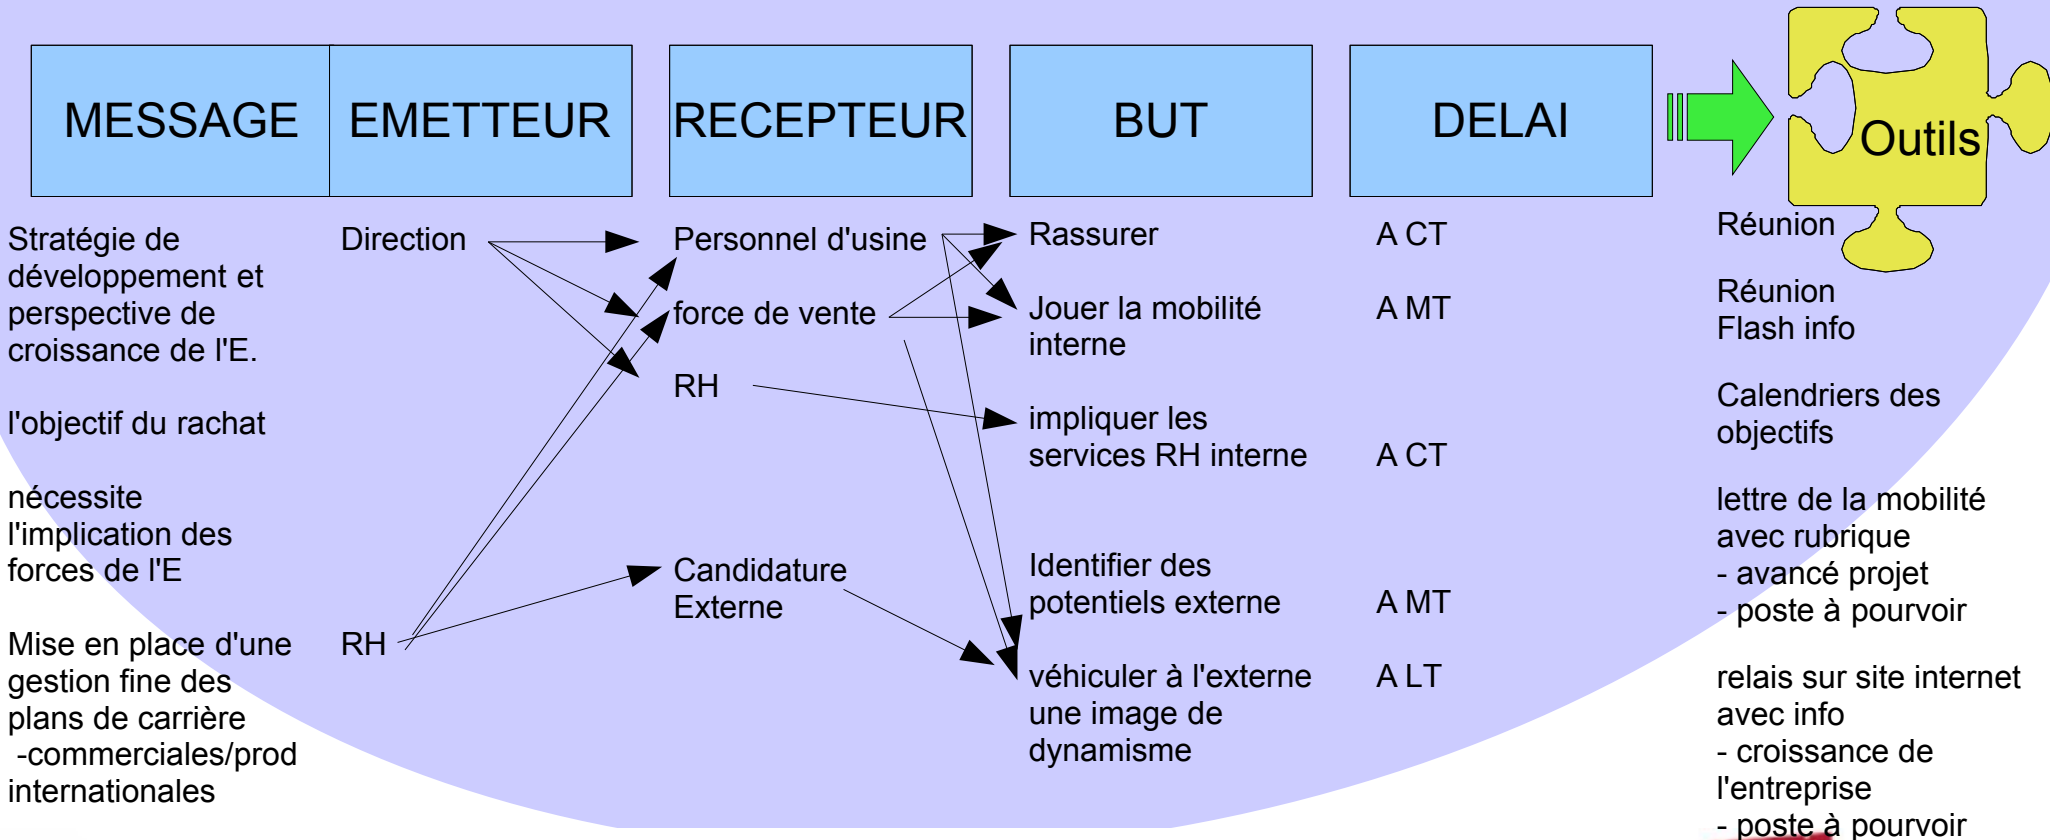 MESSAGE
EMETTEUR
RECEPTEUR
BUT
DELAI
Outils
Stratégie de
développement et
perspective de
croissance de l'E.
l'objectif du rachat
nécessite
l'implication des
forces de l'E
Mise en place d'une
gestion fine des
plans de carrière
-commerciales/prod
internationales
Direction
RH
Personnel d'usine
force de vente
RH
Candidature
Externe
Rassurer
Jouer la mobilité
interne
impliquer les
services RH interne
Identifier des
potentiels externe
véhiculer à l'externe
une image de
dynamisme
A CT
A MT
A CT
A MT
A LT
Réunion
Réunion
Flash info
Calendriers des
objectifs
lettre de la mobilité
avec rubrique
- avancé projet
- poste à pourvoir
relais sur site internet
avec info
- croissance de
l'entreprise
- poste à pourvoir